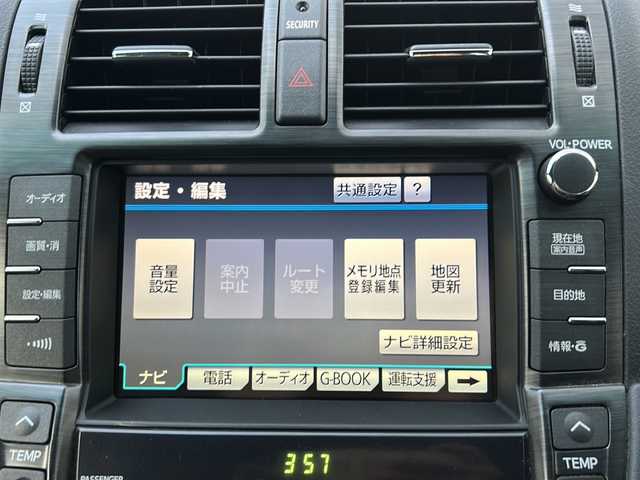 SECURITY
VOL•POWER
オーディオ
画質・消
設定・編集
設定・編集
共通設定
?
音量
設定
案内
中止
ルート
変更
メモリ地点
登録編集
地図
更新
ナビ詳細設定
ナビ
電話
オーディオ
G-BOOK
運転支援
現在地
案内音声
目的地
情報・G
TEMP
TEMP
PASSENGER
357